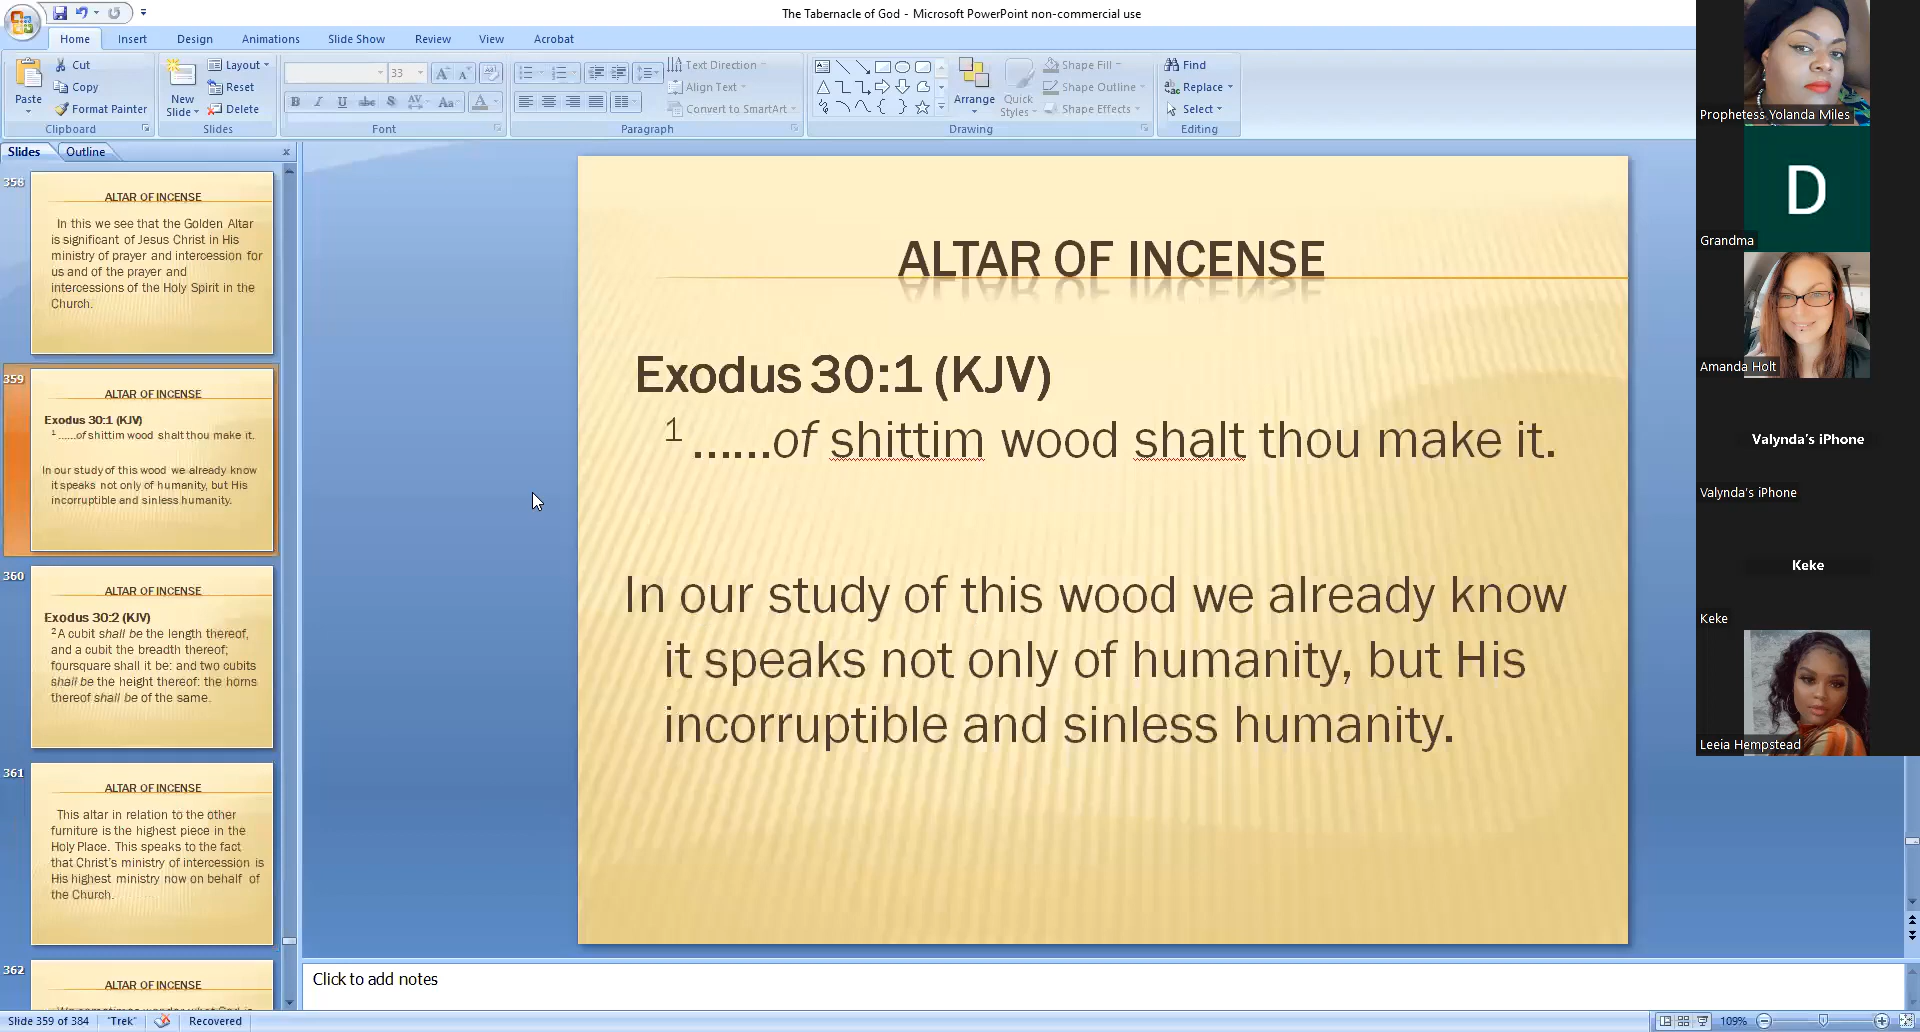 The Tabernacle of God - Microsoft PowerPoint non-commercial use
Home Insert Design Animations Slide Show Review View Acrobat
Paste
Cut
Copy
Format Painter
Clipboard
New
Slide
Layout
Reset
Delete
Slides
33
Font
Text Direction
Align Text
Convert to SmartArt
Paragraph
Arrange
Quick
Styles
Shape Fill
Shape Outline
Shape Effects
Drawing
Find
Replace
Select
Editing
Slides Outline
358
ALTAR OF INCENSE
In this we see that the Golden Altar
is significant of Jesus Christ in His
ministry of prayer and intercession for
us and of the prayer and
intercessions of the Holy Spirit in the
Church.
359
ALTAR OF INCENSE
Exodus 30:1 (KJV)
1 ......of shittim wood shalt thou make it.
In our study of this wood we already know
it speaks not only of humanity, but His
incorruptible and sinless humanity.
360
ALTAR OF INCENSE
Exodus 30:2 (KJV)
2 A cubit shall be the length thereof,
and a cubit the breadth thereof;
foursquare shall it be: and two cubits
shall be the height thereof: the horns
thereof shall be of the same.
361
ALTAR OF INCENSE
This altar in relation to the other
furniture is the highest piece in the
Holy Place. This speaks to the fact
that Christ's ministry of intercession is
His highest ministry now on behalf of
the Church.
362
ALTAR OF INCENSE
ALTAR OF INCENSE
Exodus 30:1 (KJV)
1 ......of shittim wood shalt thou make it.
In our study of this wood we already know
it speaks not only of humanity, but His
incorruptible and sinless humanity.
Click to add notes
Slide 359 of 384 "Trek" Recovered
109%
Prophetess Yolanda Miles
D
Grandma
Amanda Holt
Valynda's iPhone
Valynda's iPhone
Keke
Keke
Leeia Hempstead